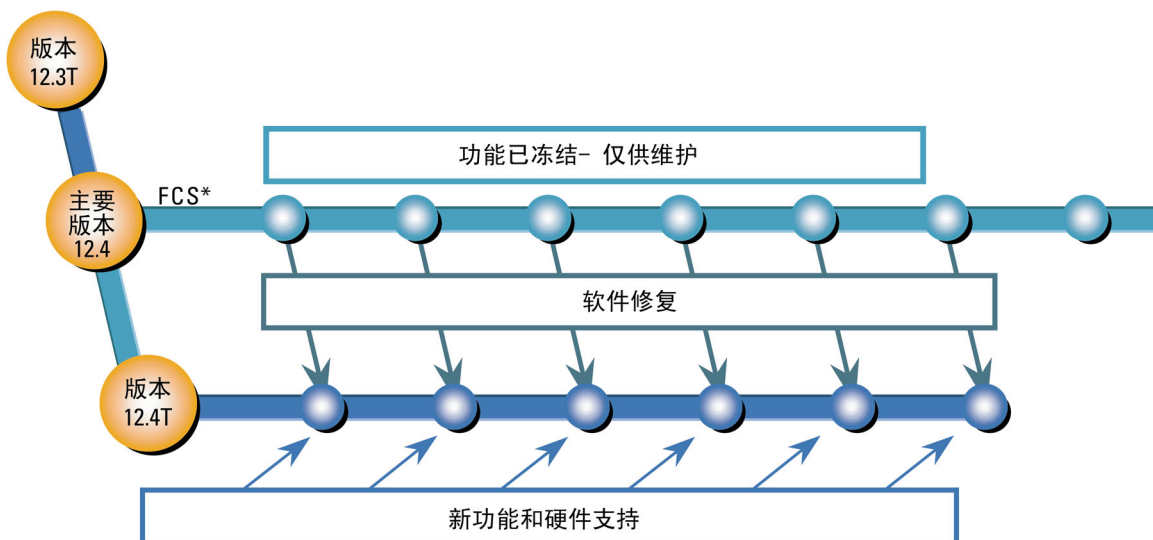 版本
12.3T
功能已冻结- 仅供维护
FCS*
主要
版本
12.4
软件修复
版本
12.4T
新功能和硬件支持